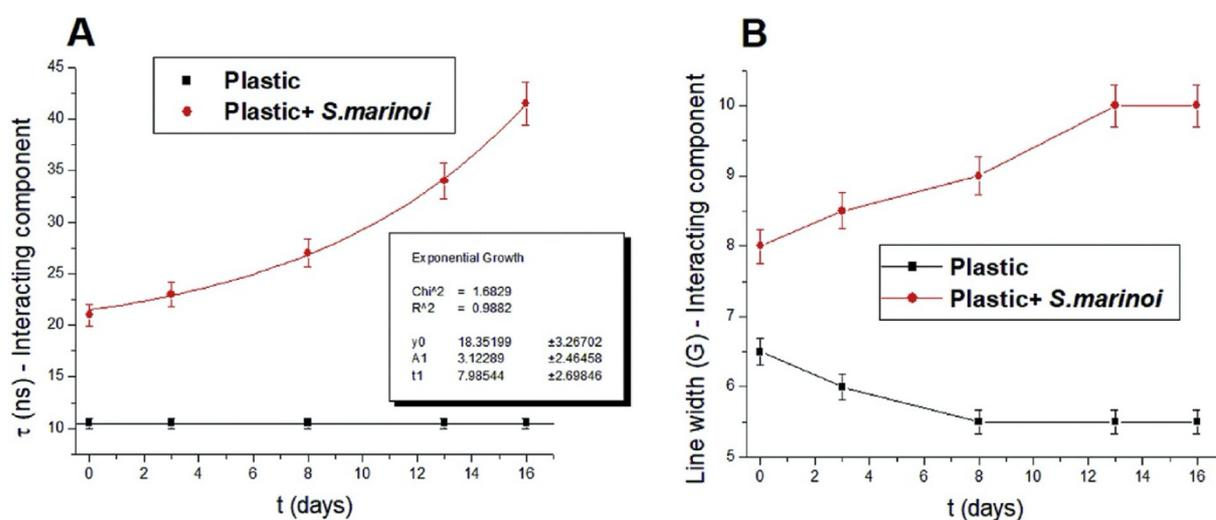 A
τ (ns) - Interacting component
45
40
35
30
25
20
15
10
Plastic
Plastic+ S.marinoi
Exponential Growth
Chi^2 = 1.6829
R^2 = 0.9882
y0 18.35199 ±3.26702
A1 3.12289 ±2.46458
t1 7.98544 ±2.69846
0 2 4 6 8 10 12 14 16
t (days)
B
Line width (G) - Interacting component
10
9
8
7
6
5
Plastic
Plastic+ S.marinoi
0 2 4 6 8 10 12 14 16
t (days)